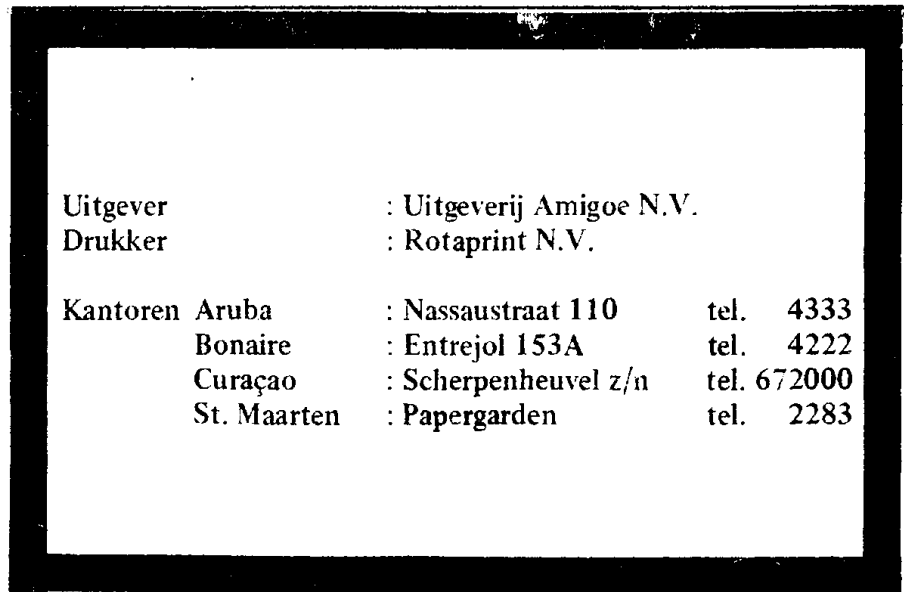 Uitgever : Uitgeverij Amigoe N.V.
Drukker : Rotaprint N.V.
Kantoren Aruba : Nassaustraat 110 tel. 4333
Bonaire : Entrejol 153A tel. 4222
Curaçao : Scherpenheuvel z/n tel. 672000
St. Maarten : Papergarden tel. 2283